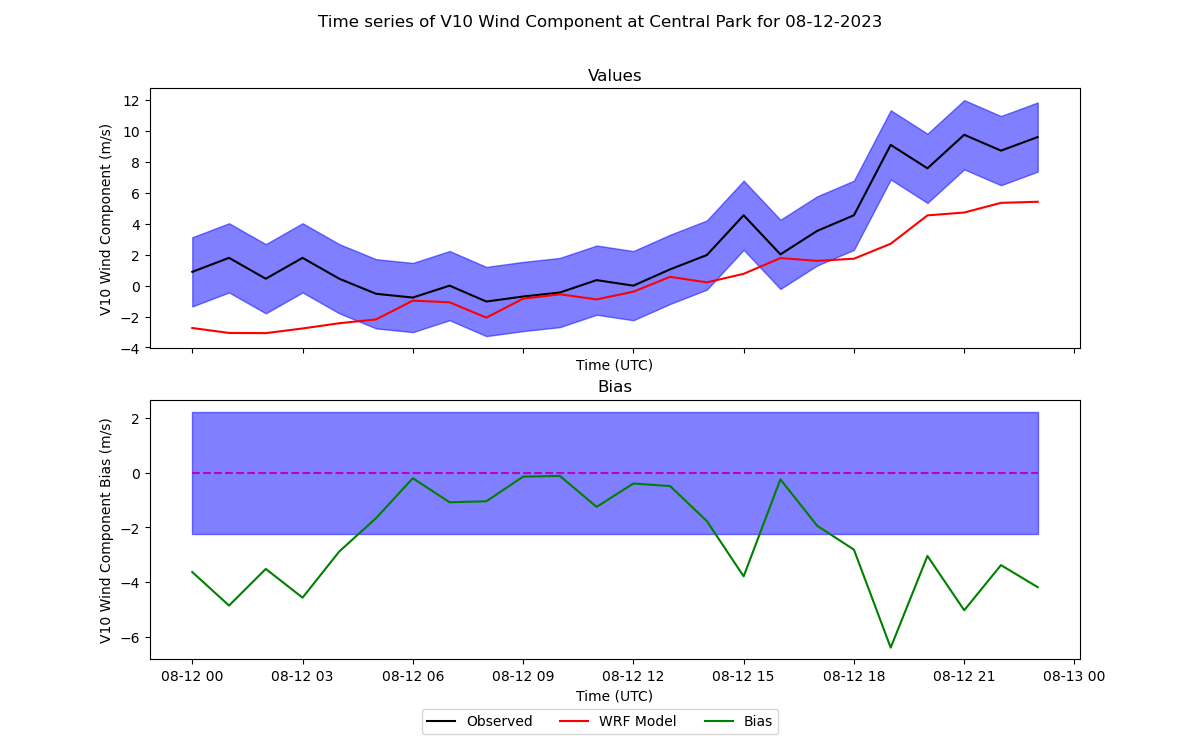 Time series of V10 Wind Component at Central Park for 08-12-2023
Values
V10 Wind Component (m/s)
12
10
8
6
4
2
0
−2
−4
Time (UTC)
Bias
V10 Wind Component Bias (m/s)
2
0
−2
−4
−6
08-12 00 08-12 03 08-12 06 08-12 09 08-12 12 08-12 15 08-12 18 08-12 21 08-13 00
Time (UTC)
Observed WRF Model Bias